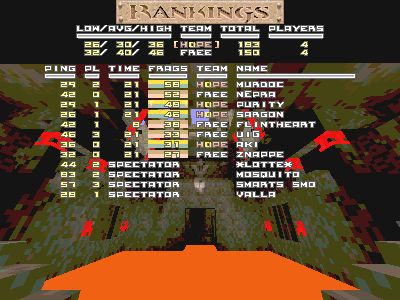 RANKINGS
LOW/AVG/HIGH TEAM TOTAL PLAYERS
26/ 30/ 36 [HOPE] 183 4
32/ 40/ 46 FREE 150 4
PING PL TIME FRAGS TEAM NAME
29 2 21 58 HOPE MURDOC
42 0 21 52 FREE NEPRA
29 1 21 48 HOPE PURITY
26 1 21 46 HOPE SARGON
42 1 8 38 FREE FLINTHEART
46 3 21 33 FREE UIG
36 0 21 31 HOPE AKI
32 0 21 27 FREE ZNAPPE
44 2 SPECTATOR *LOTTE*
83 2 SPECTATOR MOSQUITO
57 3 SPECTATOR SMARTS SMO
28 1 SPECTATOR VALLA